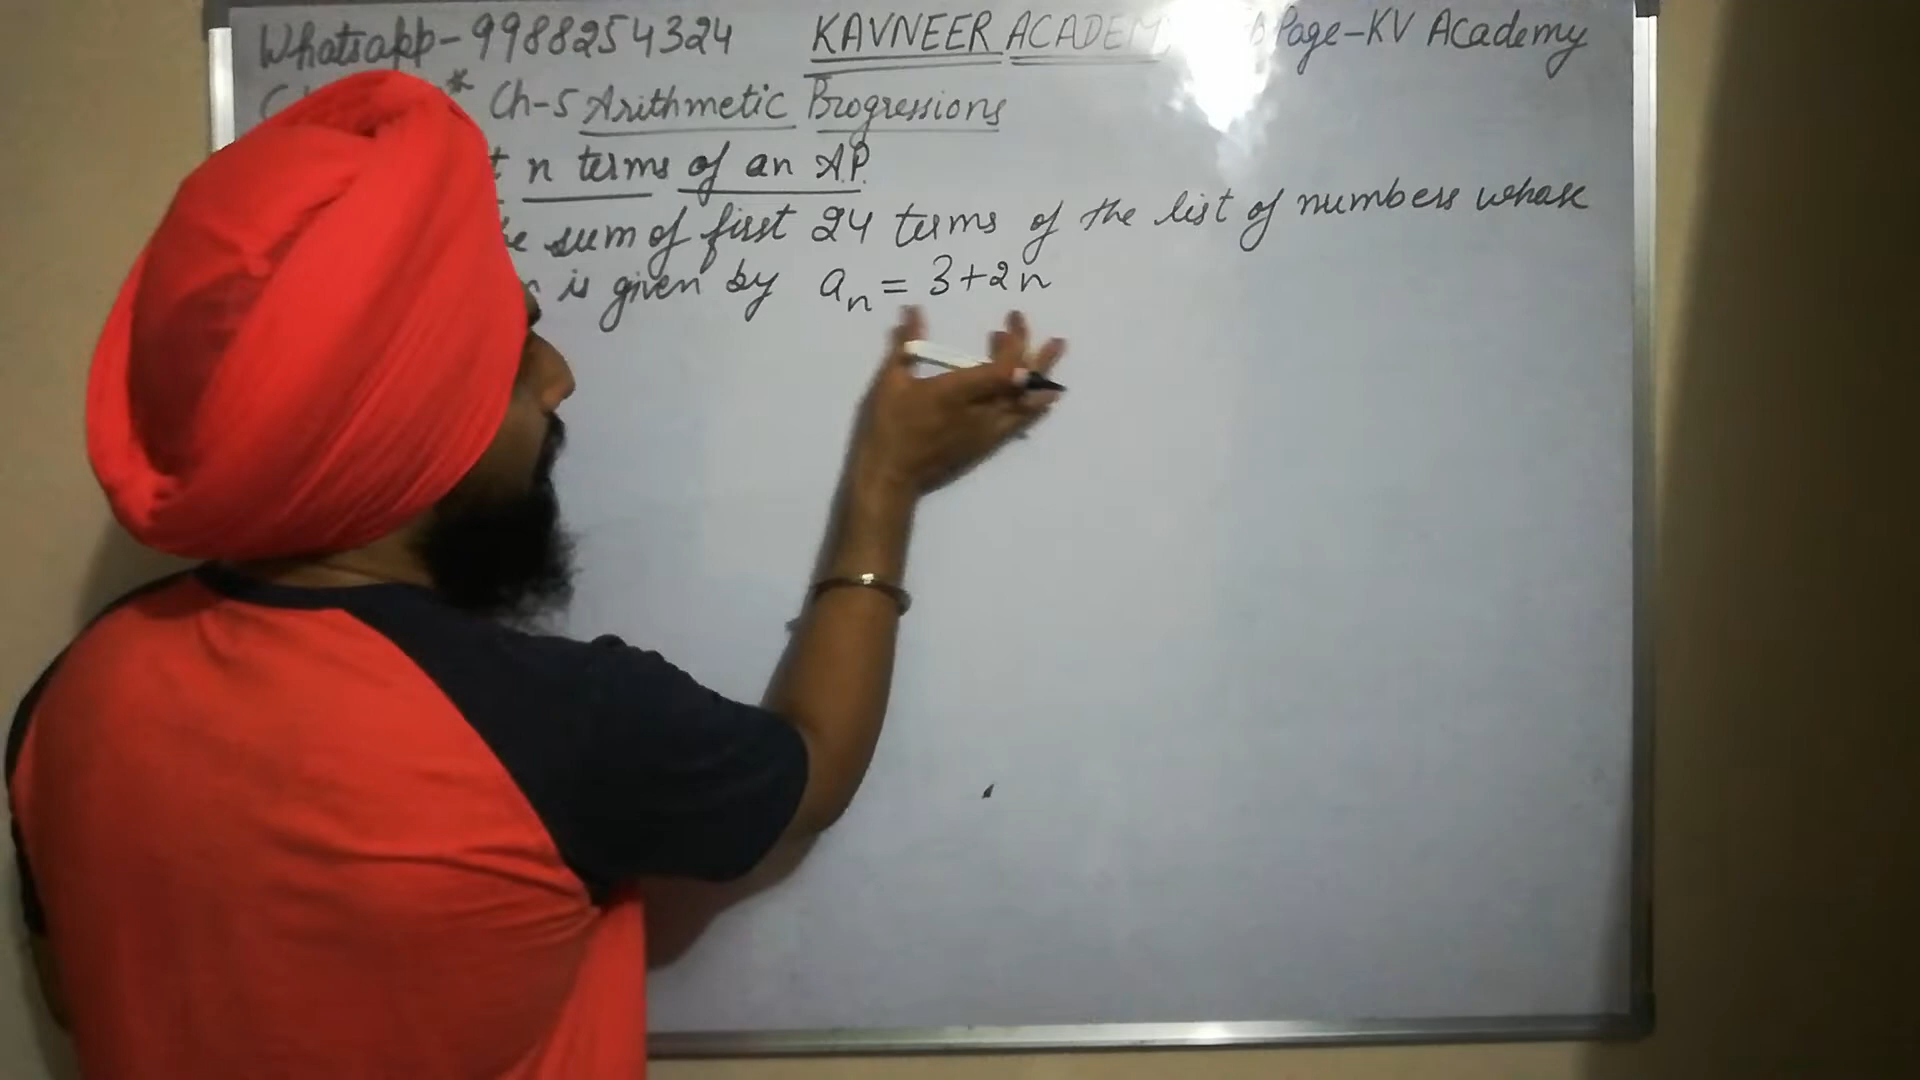 Whatsapp-9988254324 KAVNEER ACADEM Page-KV Academy
* Ch-5 Arithmetic Progressions
n terms of an A.P.
sum of first 24 terms of the list of numbers whose
is given by an = 3+2n